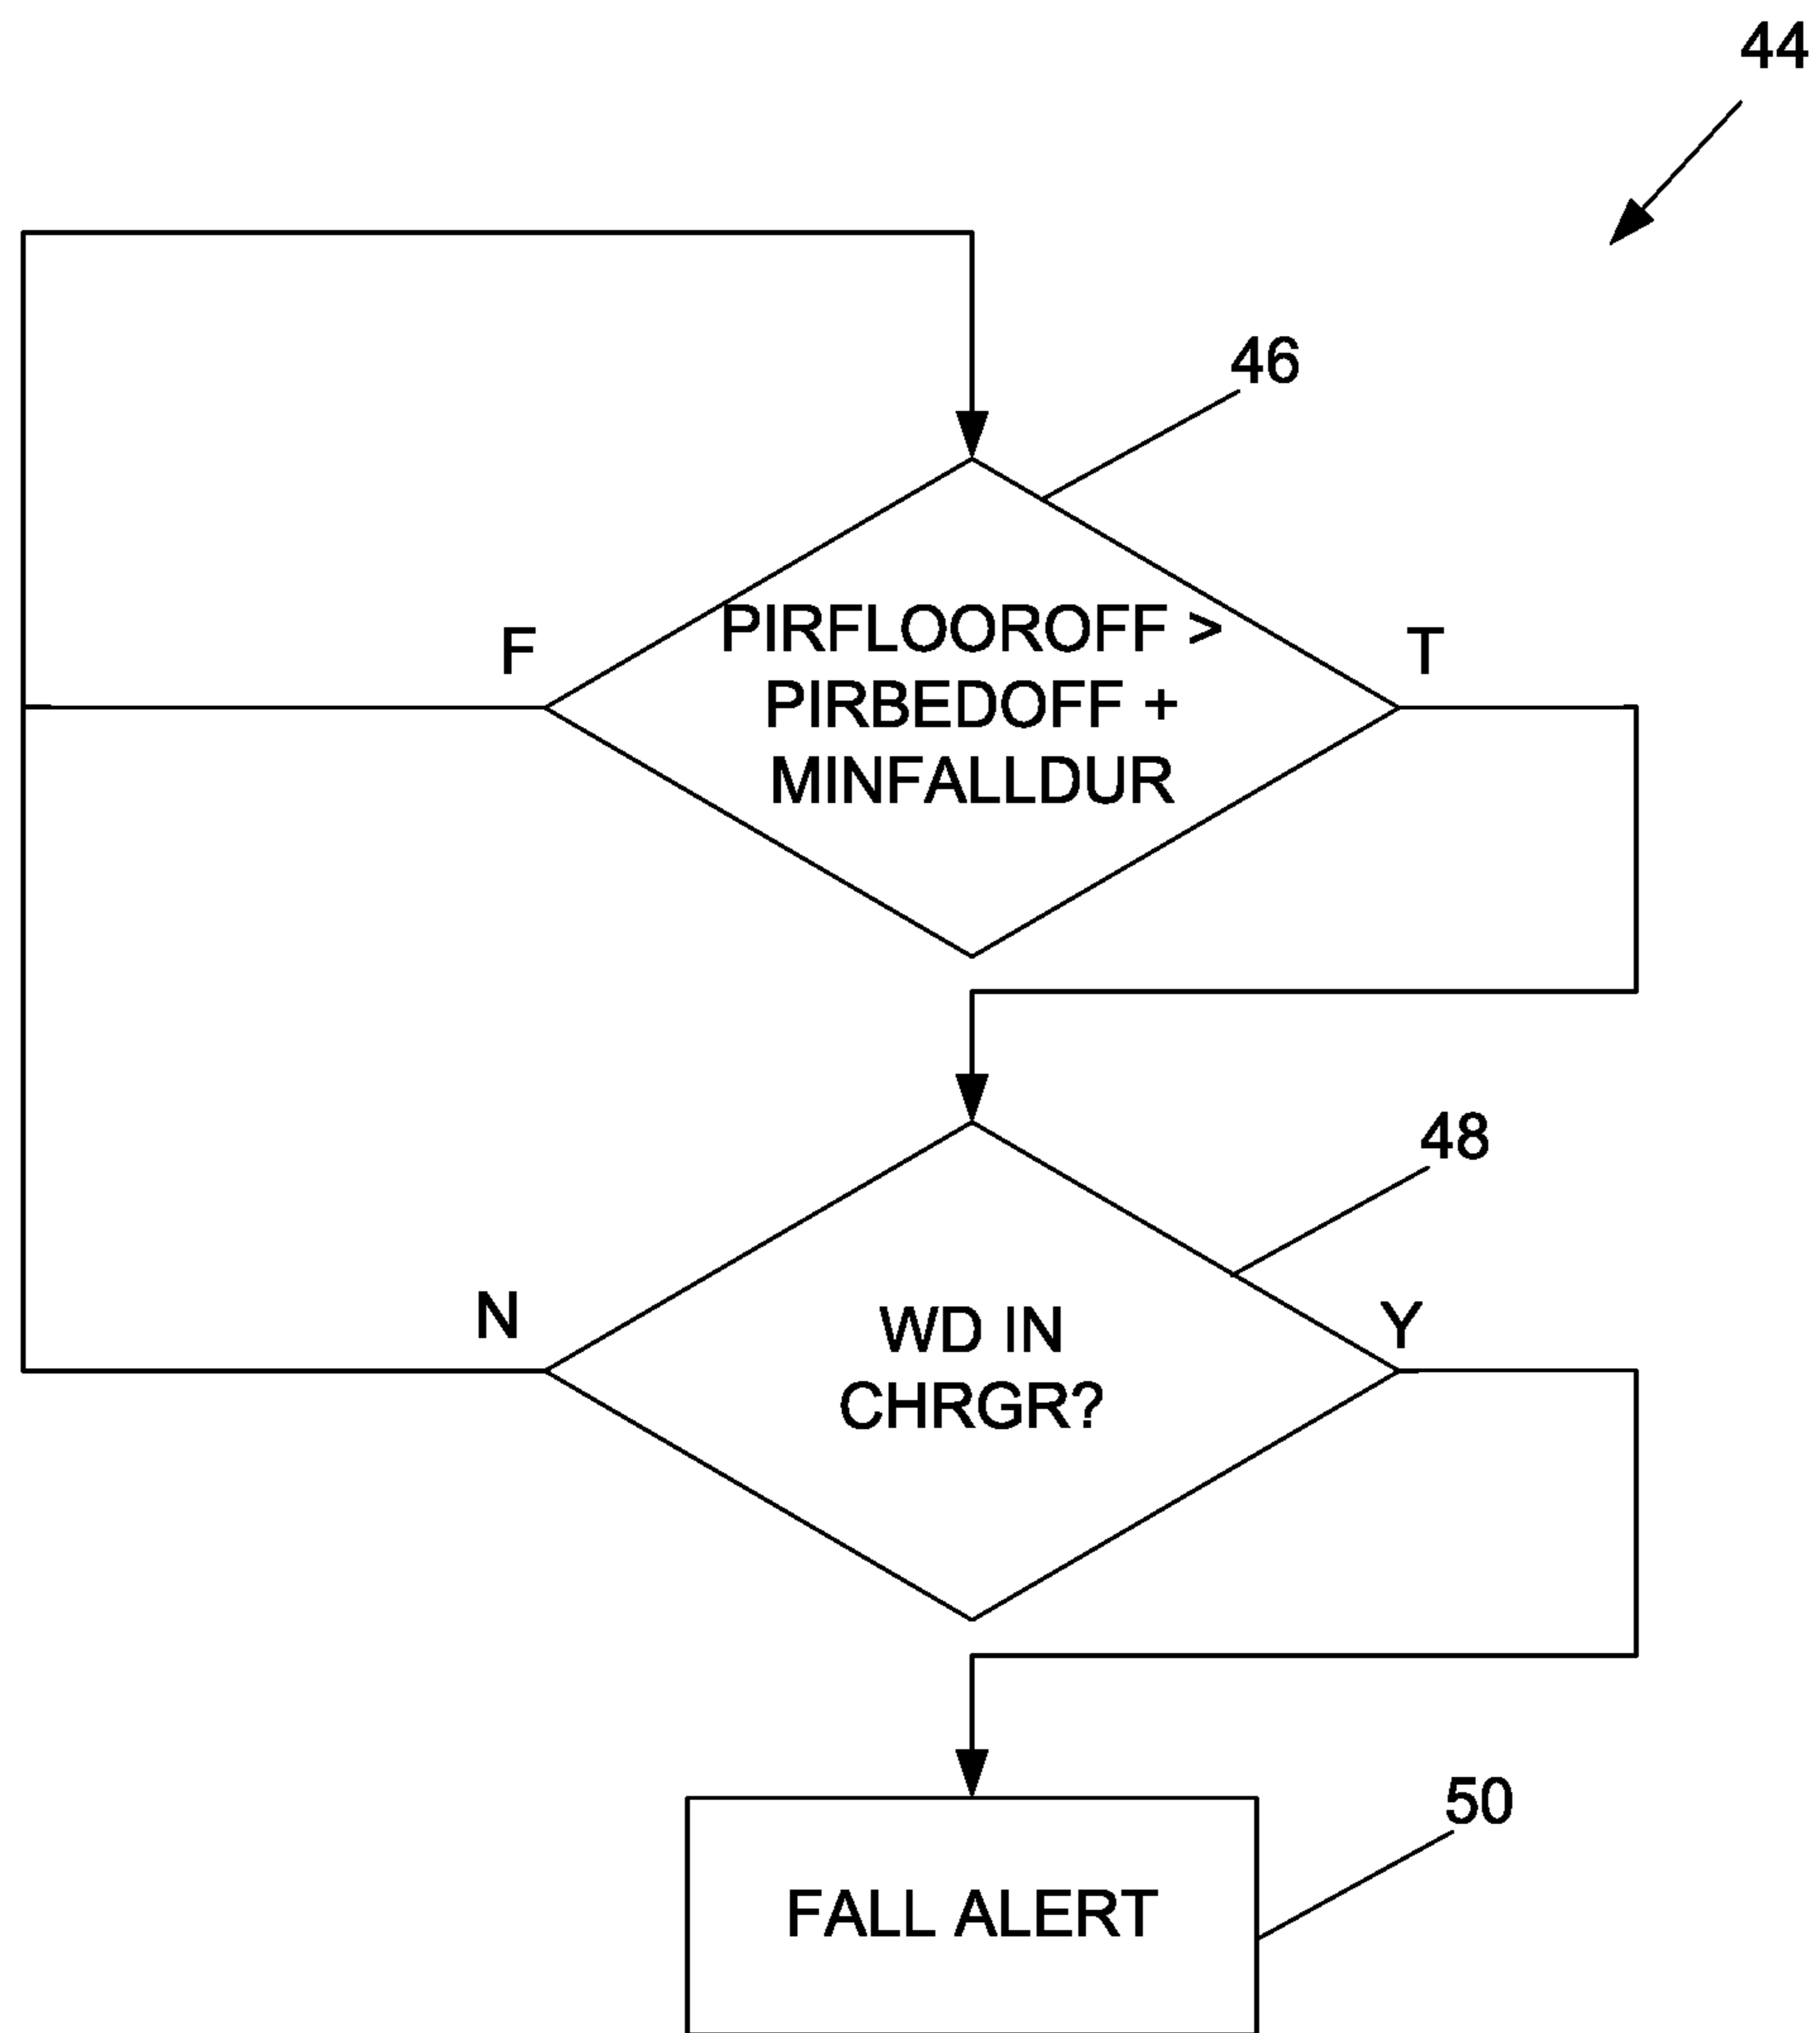 44
46
F
PIRFLOOROFF >
PIRBEDOFF +
MINFALLDUR
T
48
N
WD IN
CHRGR?
Y
50
FALL ALERT